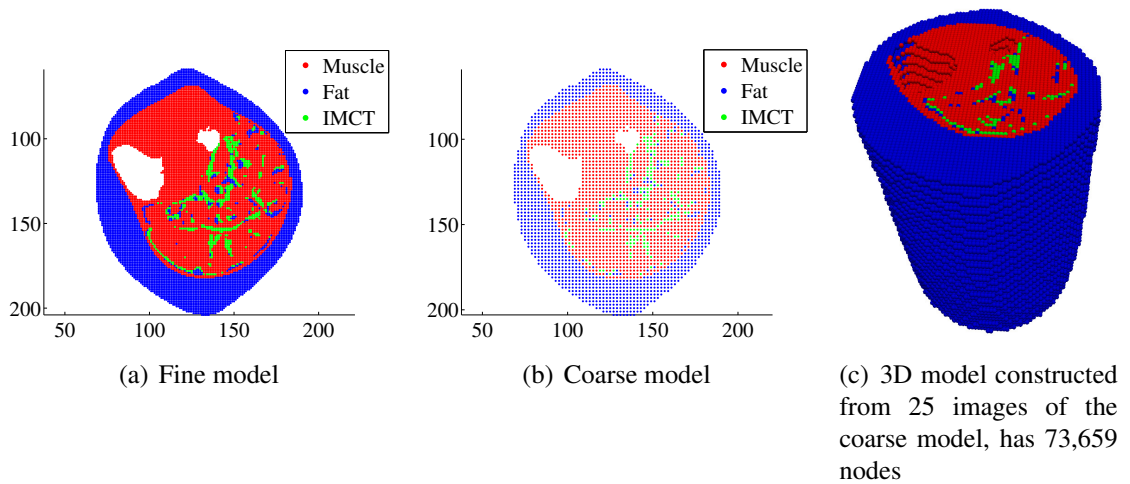 Muscle
Fat
IMCT
100
150
200
50
100
150
200
(a) Fine model
Muscle
Fat
IMCT
100
150
200
50
100
150
200
(b) Coarse model
(c) 3D model constructed
from 25 images of the
coarse model, has 73,659
nodes